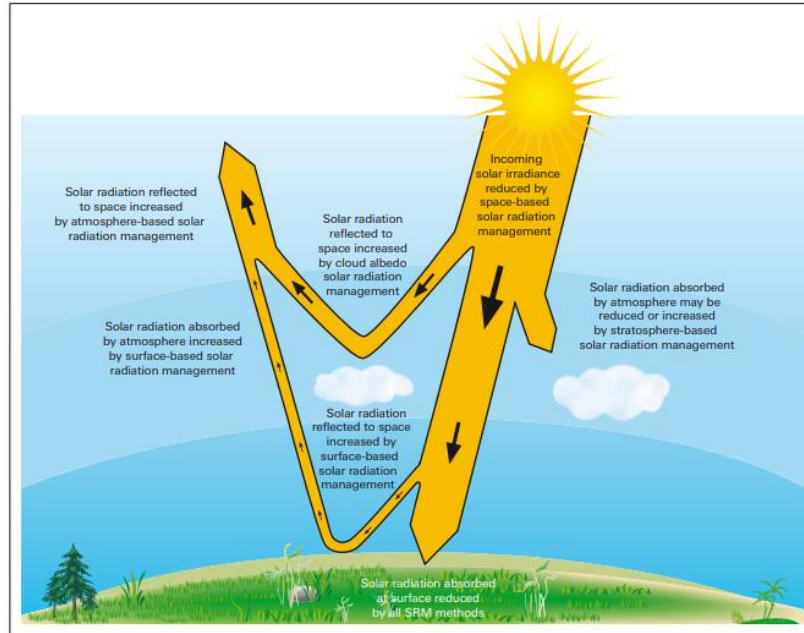 Incoming
solar irradiance
reduced by
space-based
solar radiation
management
Solar radiation reflected
to space increased
by atmosphere-based solar
radiation management
Solar radiation
reflected to
space increased
by cloud albedo
solar radiation
management
Solar radiation absorbed
by atmosphere may be
reduced or increased
by stratosphere-based
solar radiation management
Solar radiation absorbed
by atmosphere increased
by surface-based solar
radiation management
Solar radiation
reflected to space
increased by
surface-based
solar radiation
management
Solar radiation absorbed
at surface reduced
by all SRM methods